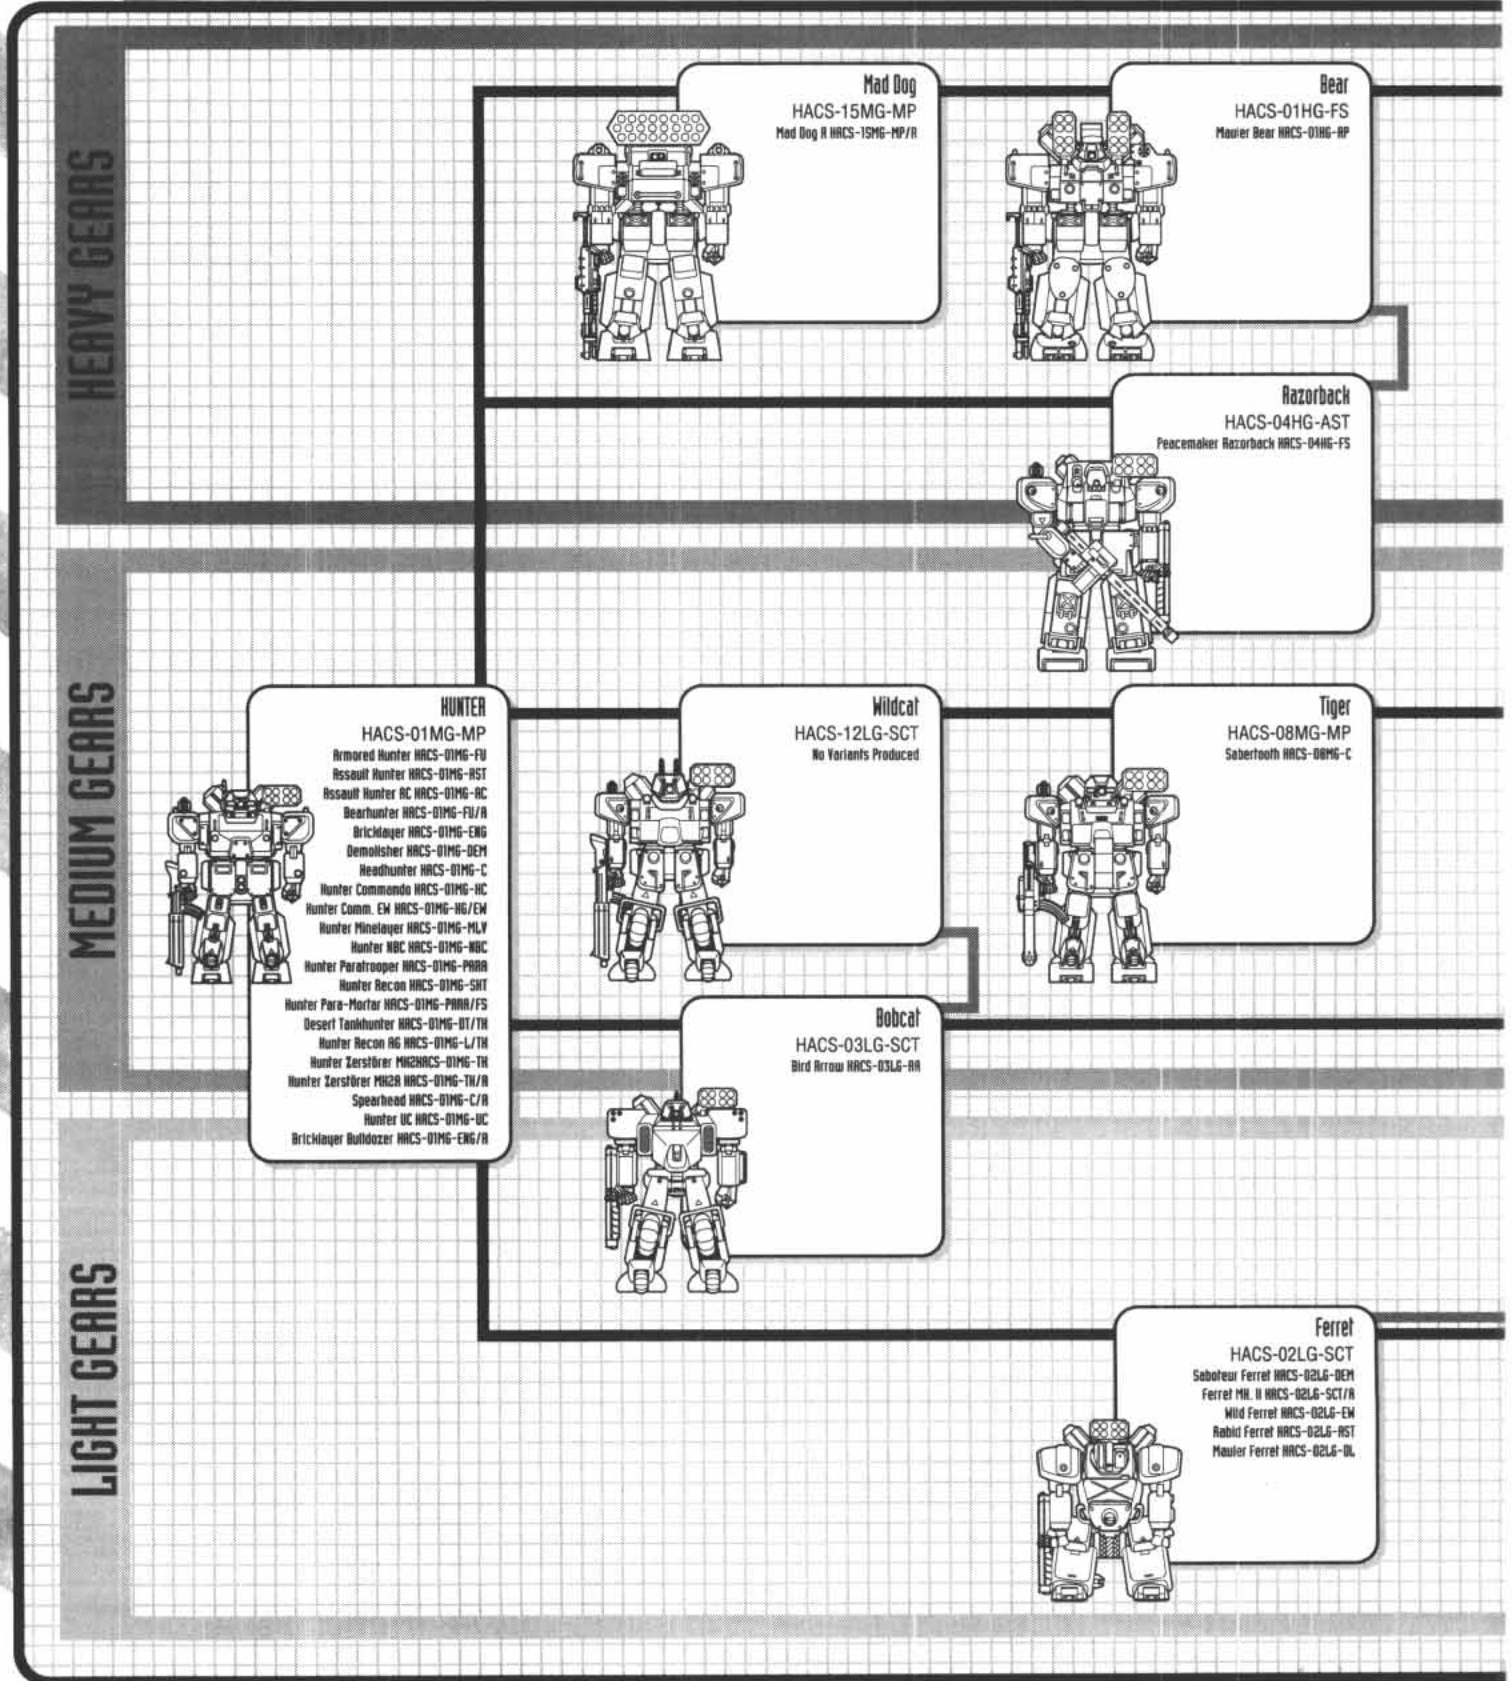 HEAVY GEARS
Mad Dog
HACS-15MG-MP
Mad Dog R HACS-15MG-MP/R
Bear
HACS-01HG-FS
Mauler Bear HACS-01HG-RP
Razorback
HACS-04HG-AST
Peacemaker Razorback HACS-04HG-FS
MEDIUM GEARS
HUNTER
HACS-01MG-MP
Armored Hunter HACS-01MG-FU
Assault Hunter HACS-01MG-AST
Assault Hunter AC HACS-01MG-AC
Bearhunter HACS-01MG-FU/A
Bricklayer HACS-01MG-ENG
Demolisher HACS-01MG-DEM
Headhunter HACS-01MG-C
Hunter Commando HACS-01MG-HC
Hunter Comm. EW HACS-01MG-HG/EW
Hunter Minelayer HACS-01MG-MLV
Hunter NBC HACS-01MG-NBC
Hunter Paratrooper HACS-01MG-PARA
Hunter Recon HACS-01MG-SHT
Hunter Para-Mortar HACS-01MG-PARA/FS
Desert Tankhunter HACS-01MG-DT/TH
Hunter Recon AG HACS-01MG-L/TH
Hunter Zerstörer MK2HACS-01MG-TH
Hunter Zerstörer MK2A HACS-01MG-TH/A
Spearhead HACS-01MG-C/A
Hunter UC HACS-01MG-UC
Bricklayer Bulldozer HACS-01MG-ENG/A
Wildcat
HACS-12LG-SCT
No Variants Produced
Tiger
HACS-08MG-MP
Sabertooth HACS-08MG-C
Bobcat
HACS-03LG-SCT
Bird Arrow HACS-03LG-AA
LIGHT GEARS
Ferret
HACS-02LG-SCT
Saboteur Ferret HACS-02LG-DEM
Ferret MK. II HACS-02LG-SCT/A
Wild Ferret HACS-02LG-EW
Rabid Ferret HACS-02LG-AST
Mauler Ferret HACS-02LG-DL